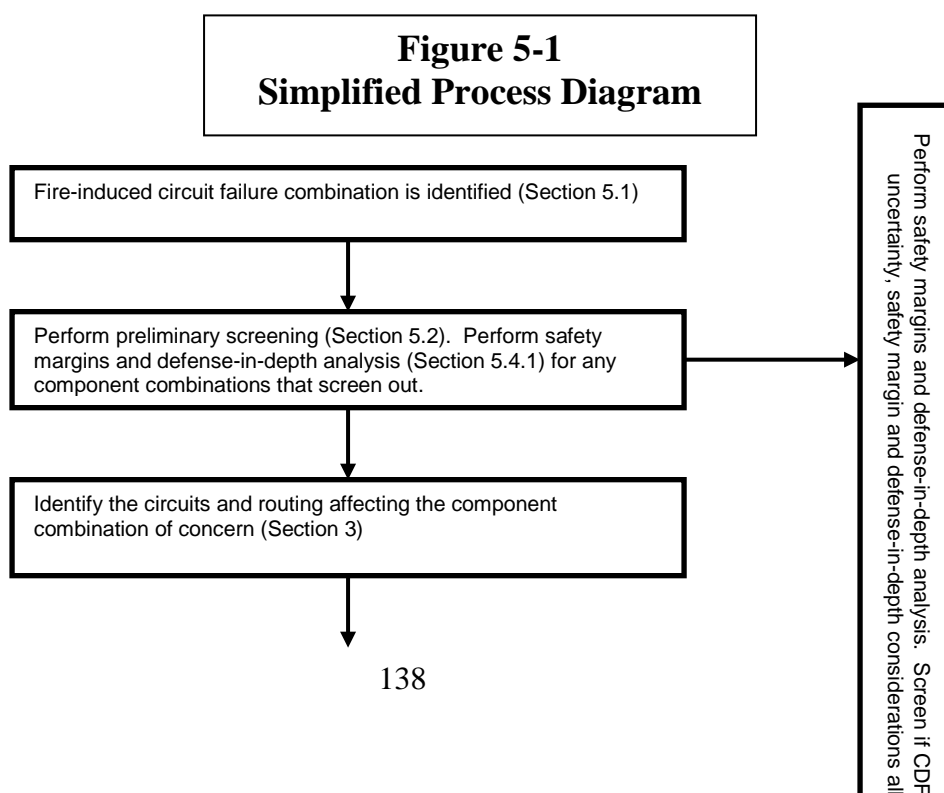 Figure 5-1
Simplified Process Diagram
Fire-induced circuit failure combination is identified (Section 5.1)
Perform preliminary screening (Section 5.2). Perform safety
margins and defense-in-depth analysis (Section 5.4.1) for any
component combinations that screen out.
Identify the circuits and routing affecting the component
combination of concern (Section 3)
138
Perform safety margins and defense-in-depth analysis. Screen if CDF
uncertainty, safety margin and defense-in-depth considerations all